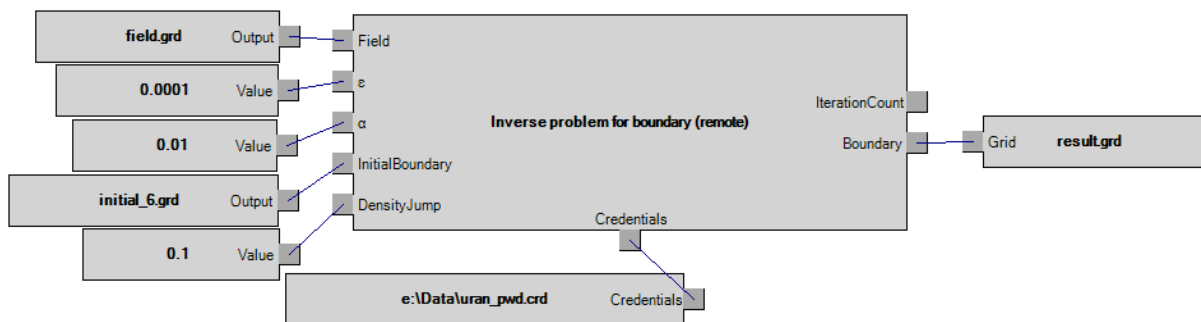 field.grd Output
Field
0.0001 Value
ε
0.01 Value
α
initial_6.grd Output
InitialBoundary
0.1 Value
DensityJump
Inverse problem for boundary (remote)
IterationCount
Boundary
Grid result.grd
Credentials
e:\Data\uran_pwd.crd Credentials